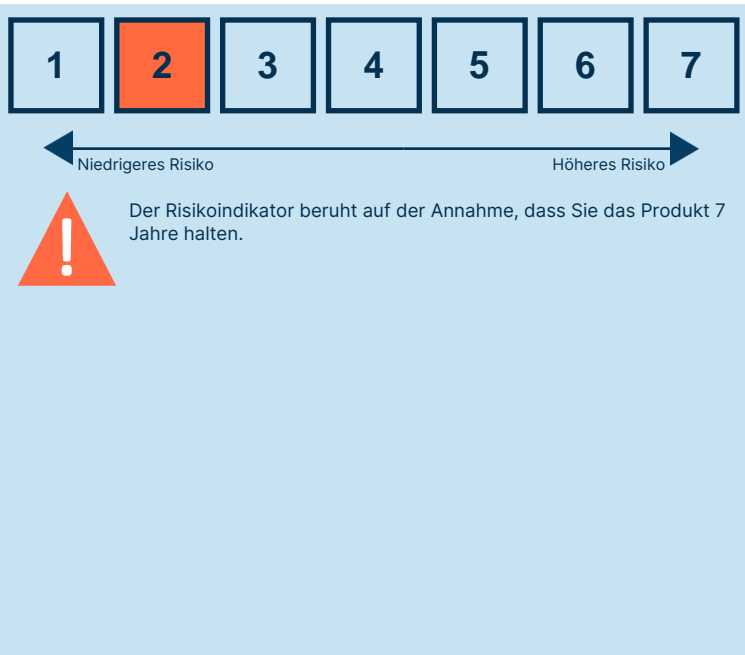 1 2 3 4 5 6 7
Niedrigeres Risiko Höheres Risiko
!
Der Risikoindikator beruht auf der Annahme, dass Sie das Produkt 7
Jahre halten.